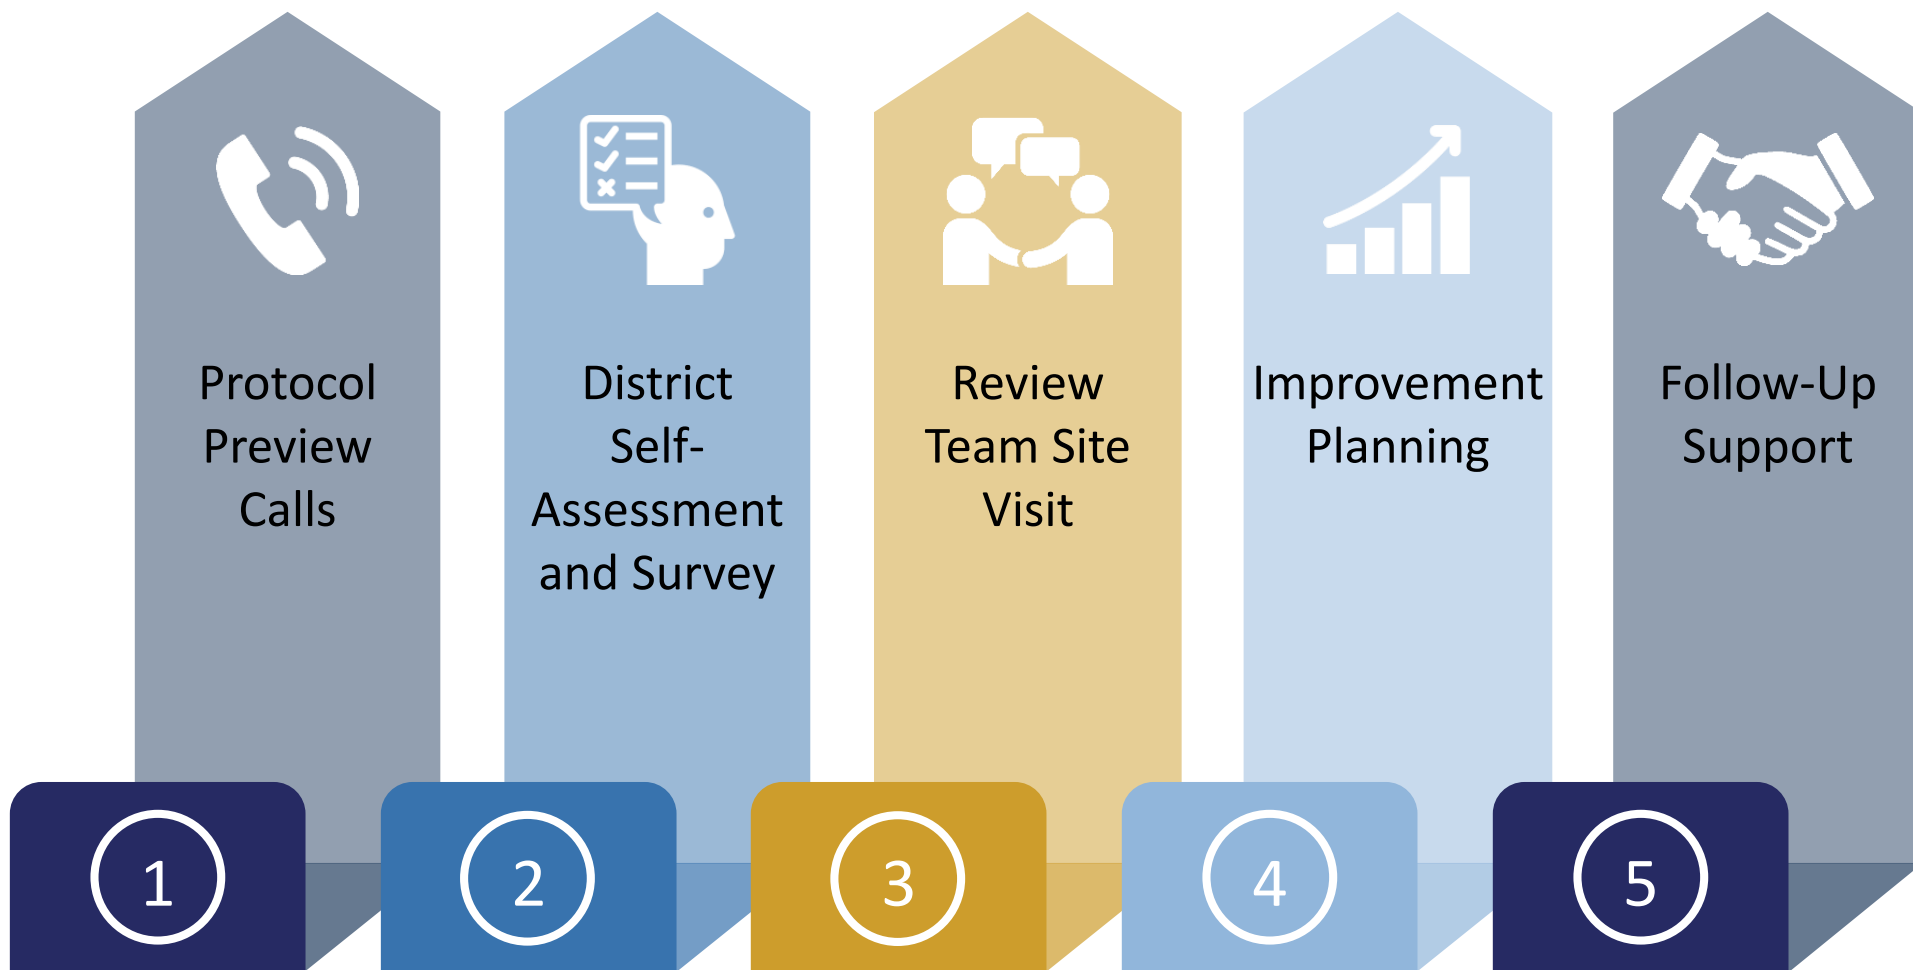 Protocol
Preview
Calls
District
Self-
Assessment
and Survey
Review
Team Site
Visit
Improvement
Planning
Follow-Up
Support
1
2
3
4
5